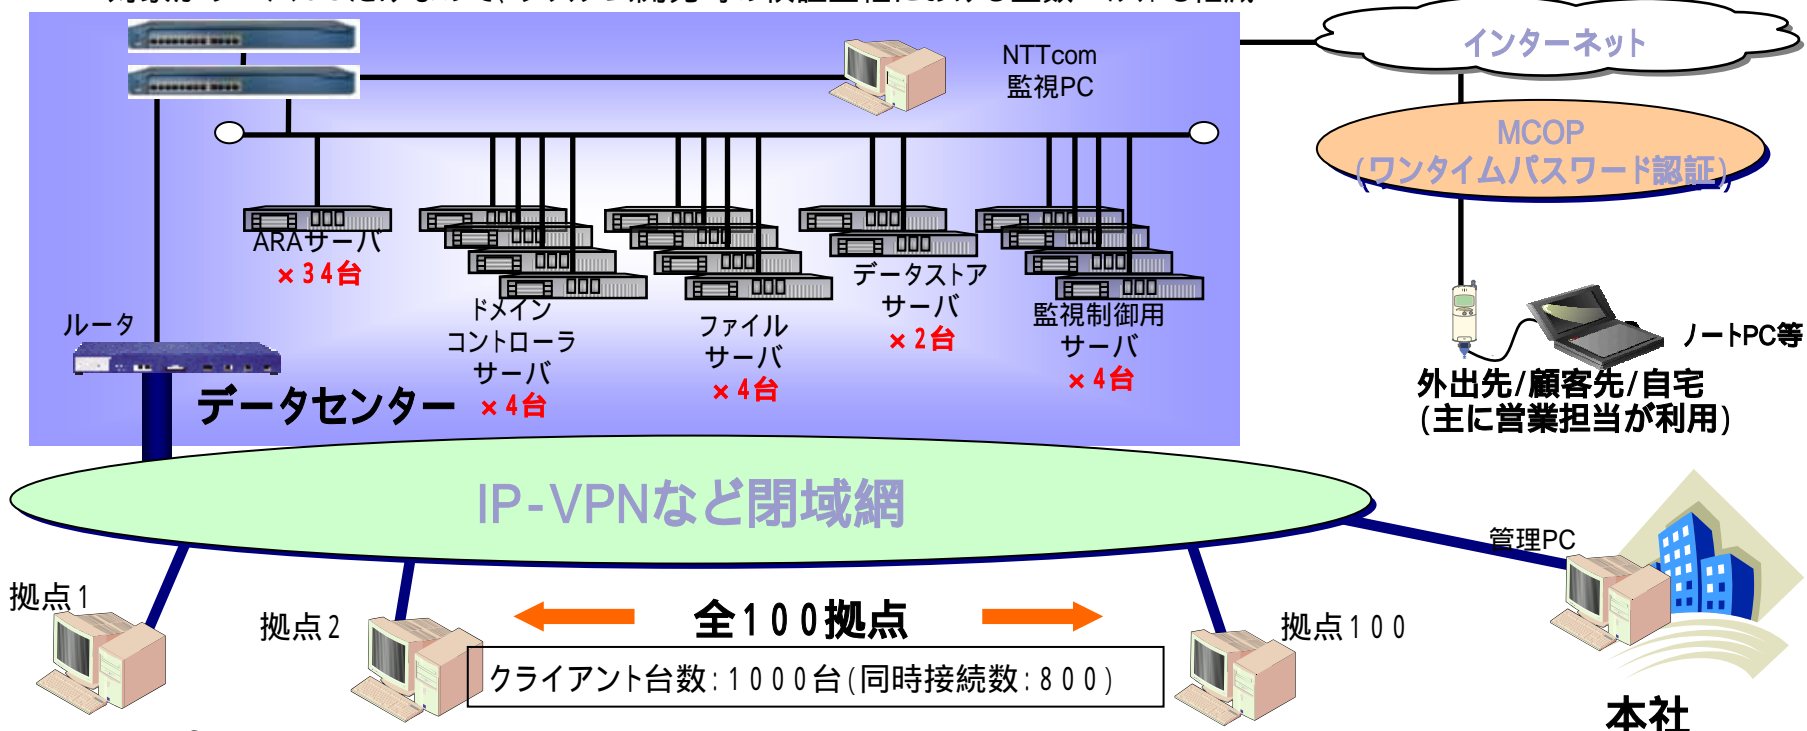 NTTcom
監視PC
インターネット
MCOP
(ワンタイムパスワード認証)
ARAサーバ
×34台
ドメイン
コントローラ
サーバ
×4台
ファイル
サーバ
×4台
データストア
サーバ
×2台
監視制御用
サーバ
×4台
ルータ
データセンター
ノートPC等
外出先/顧客先/自宅
(主に営業担当が利用)
IP-VPNなど閉域網
管理PC
拠点1
拠点2
全100拠点
拠点100
クライアント台数:1000台(同時接続数:800)
本社